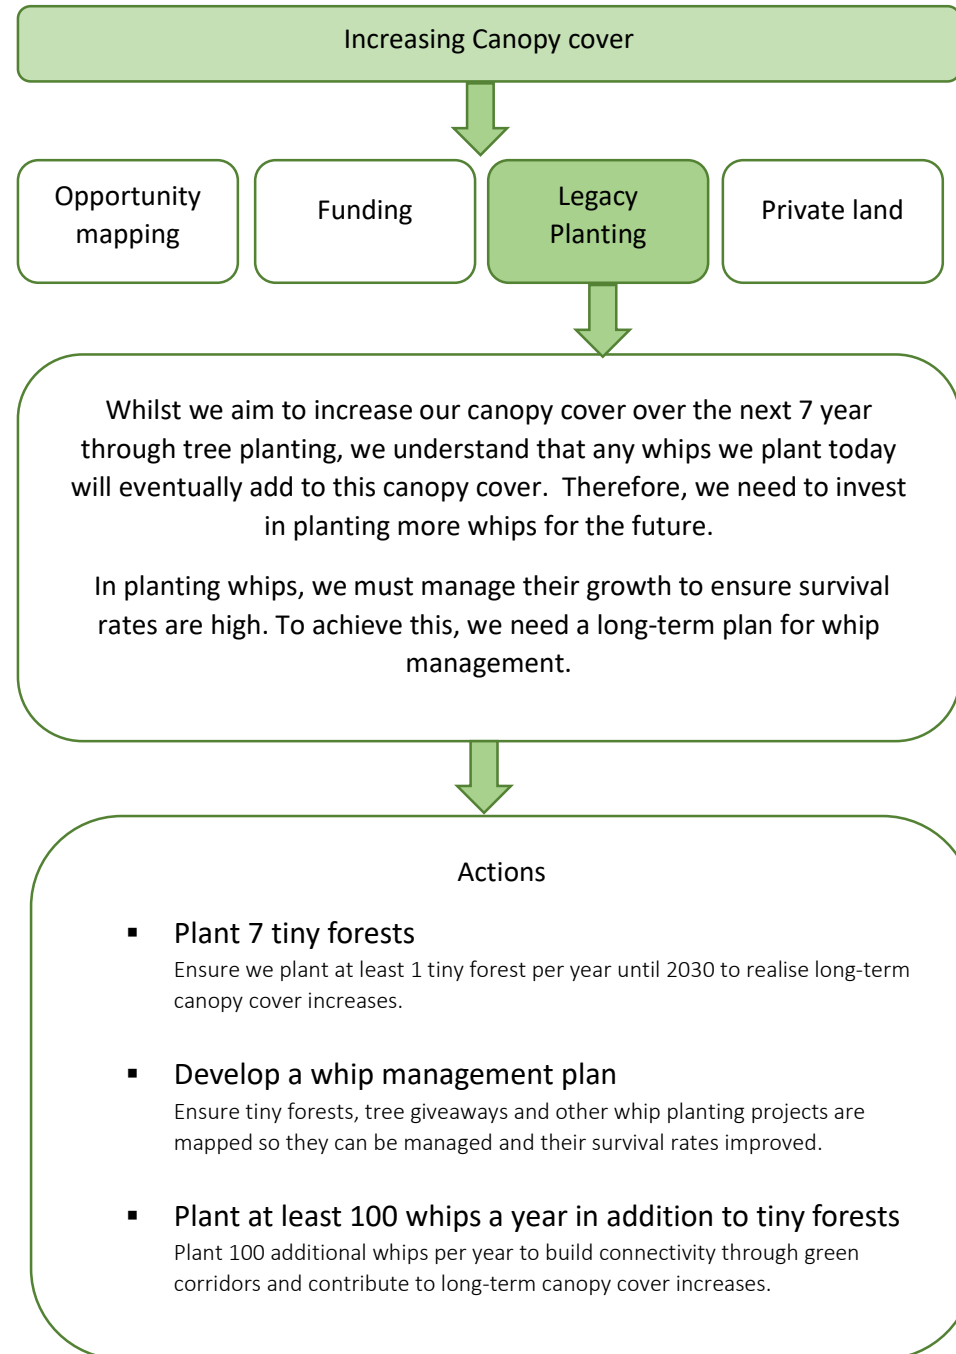 Increasing Canopy cover
Opportunity
mapping
Funding
Legacy
Planting
Private land
Whilst we aim to increase our canopy cover over the next 7 year
through tree planting, we understand that any whips we plant today
will eventually add to this canopy cover.  Therefore, we need to invest
in planting more whips for the future.
In planting whips, we must manage their growth to ensure survival
rates are high. To achieve this, we need a long-term plan for whip
management.
Actions
▪ Plant 7 tiny forests
Ensure we plant at least 1 tiny forest per year until 2030 to realise long-term
canopy cover increases.
▪ Develop a whip management plan
Ensure tiny forests, tree giveaways and other whip planting projects are
mapped so they can be managed and their survival rates improved.
▪ Plant at least 100 whips a year in addition to tiny forests
Plant 100 additional whips per year to build connectivity through green
corridors and contribute to long-term canopy cover increases.